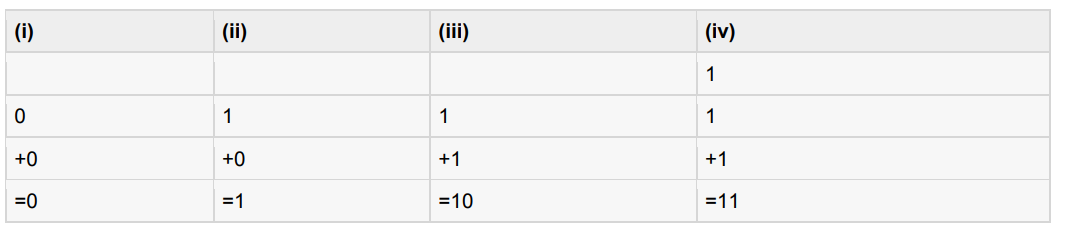 (i) (ii) (iii) (iv)
1
0 1 1 1
+0 +0 +1 +1
=0 =1 =10 =11